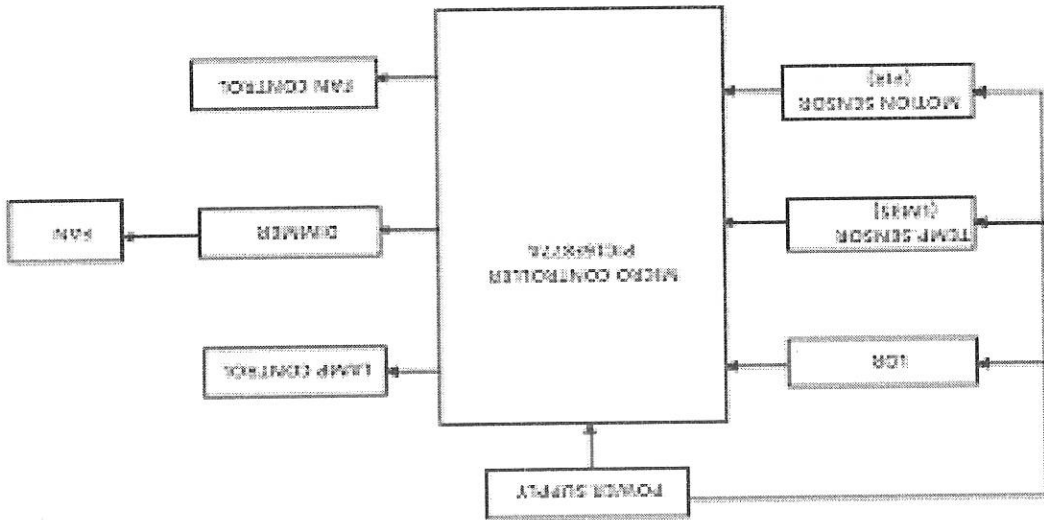 POWER SUPPLY
LDR
LAMP CONTROL
MICRO CONTROLLER
PIC16F877A
TEMP.SENSOR
(LM35)
DIMMER
FAN
MOTION SENSOR
(PIR)
FAN CONTROL